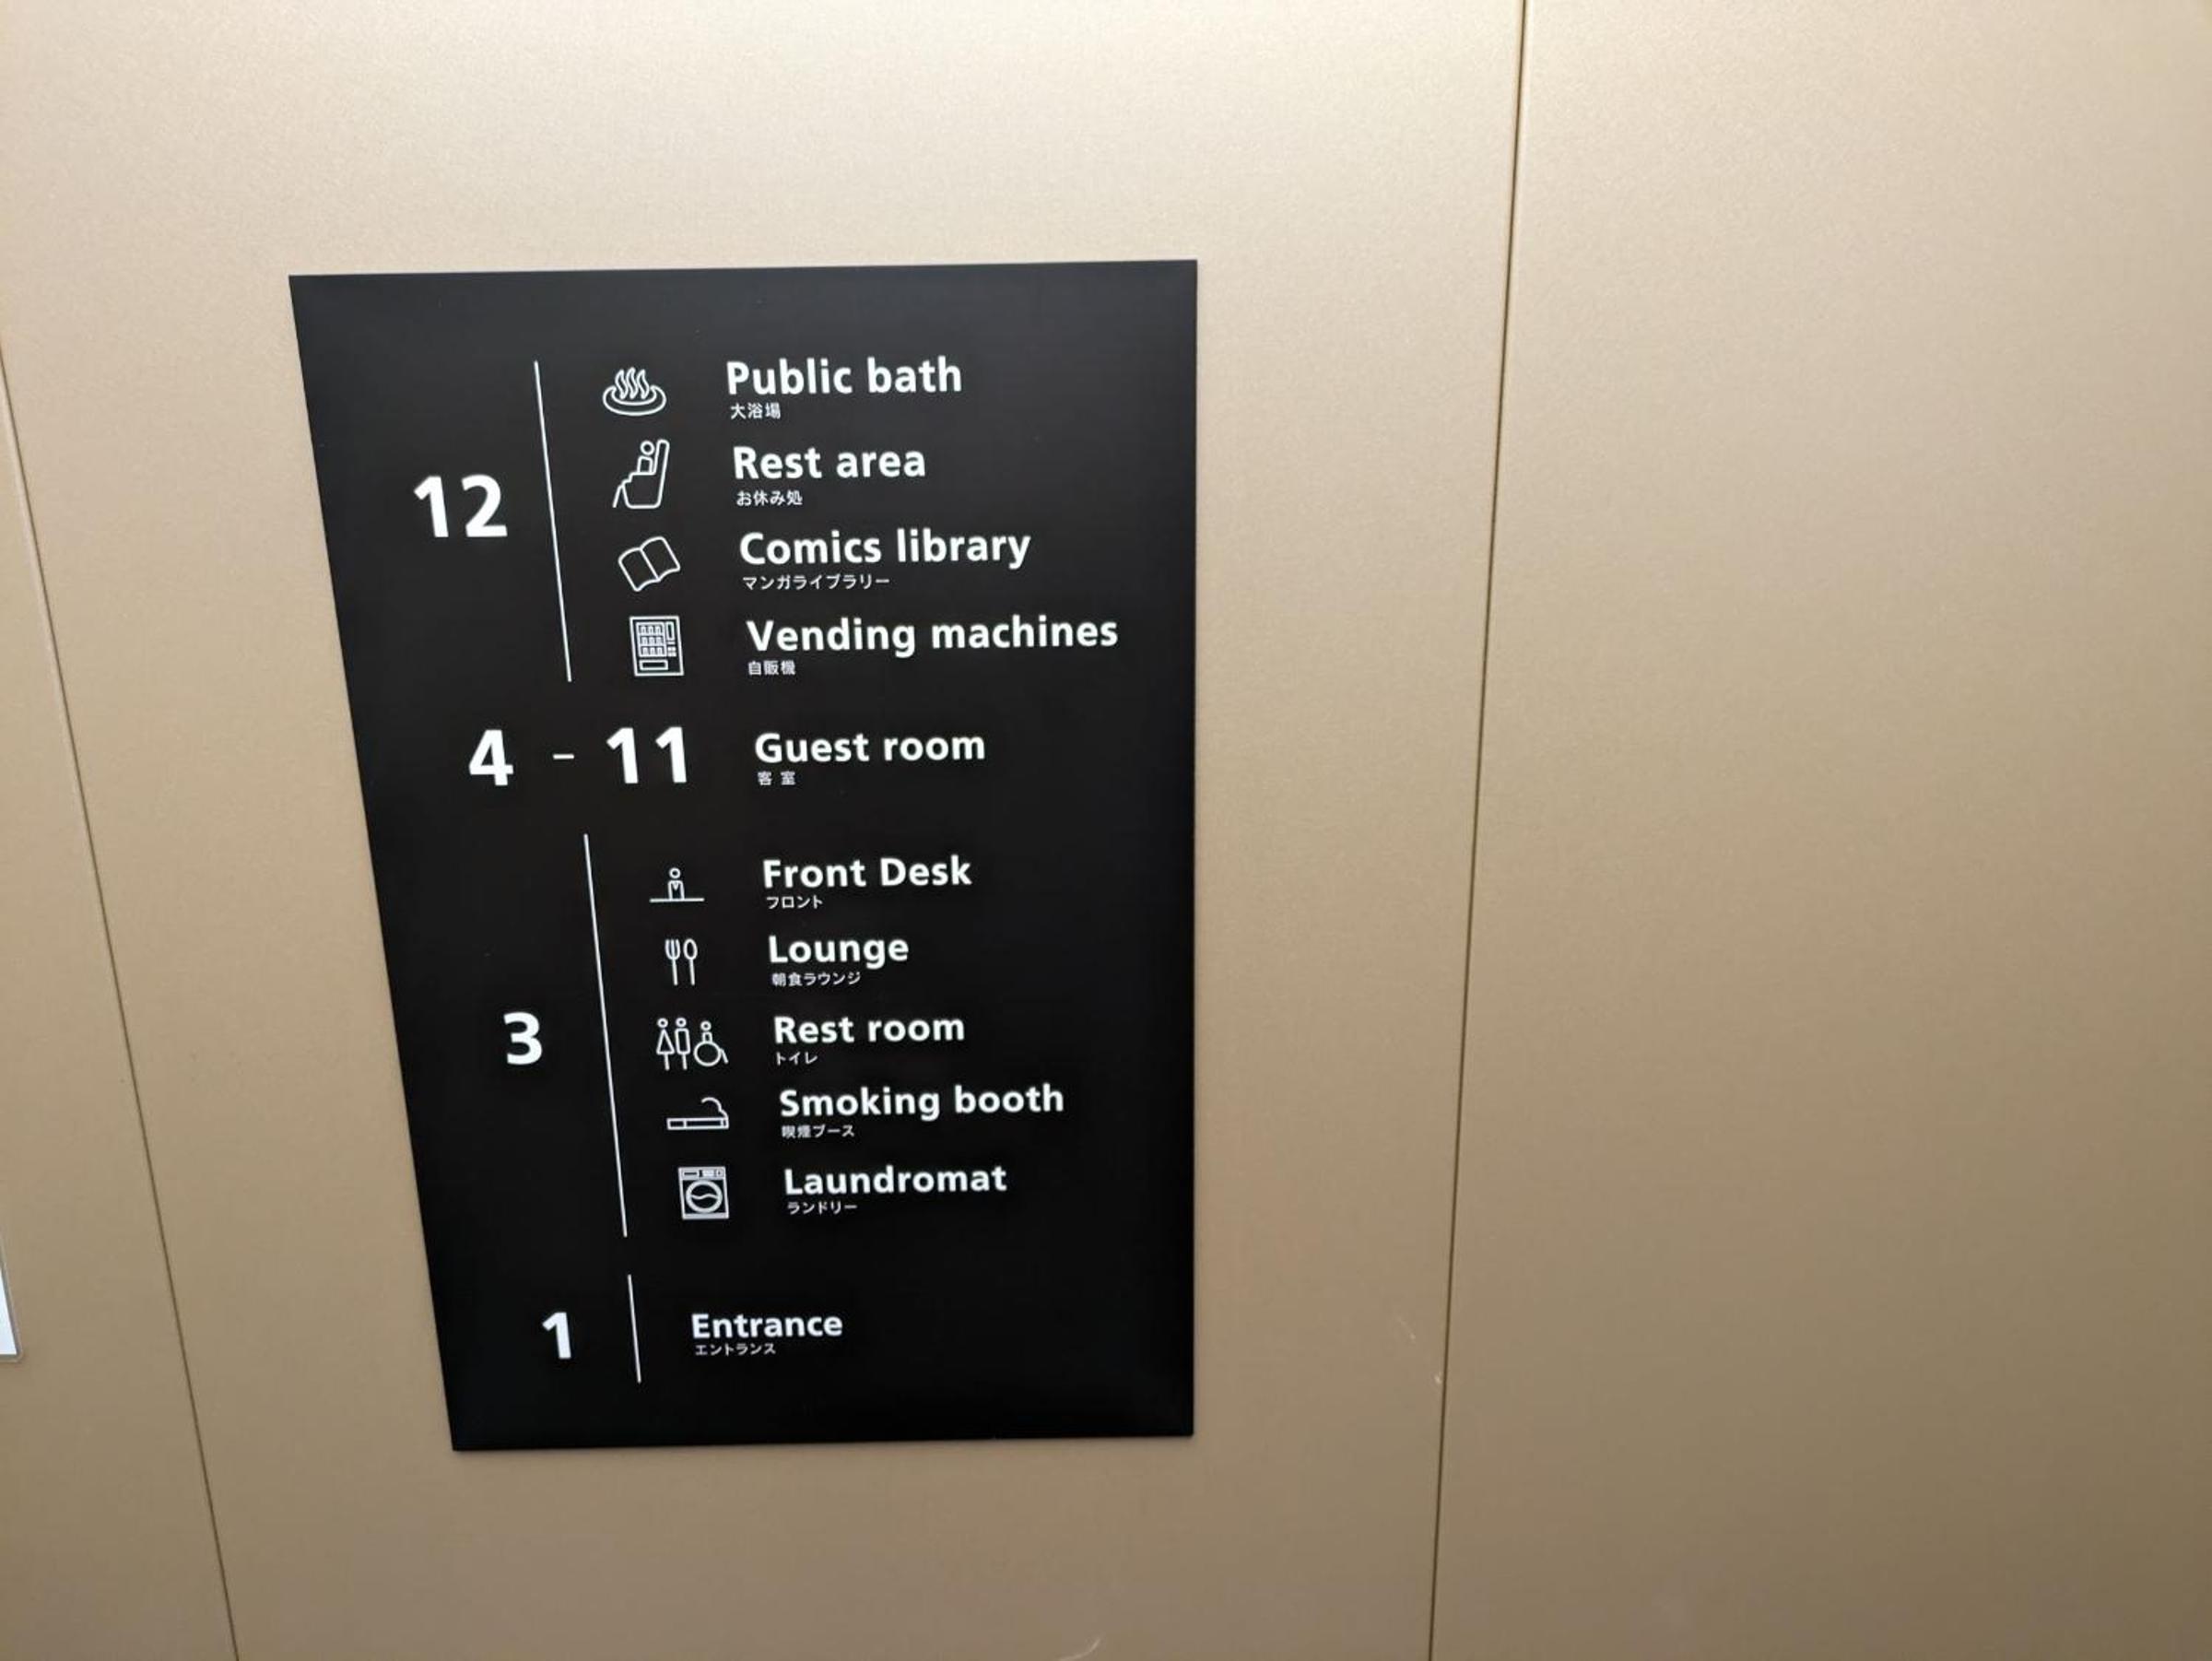 Public bath
大浴場
Rest area
お休み処
12
Comics library
マンガライブラリー
Vending machines
自販機
4 - 11 Guest room
客室
Front Desk
フロント
Lounge
朝食ラウンジ
3
Rest room
トイレ
Smoking booth
喫煙ブース
Laundromat
ランドリー
1
Entrance
エントランス